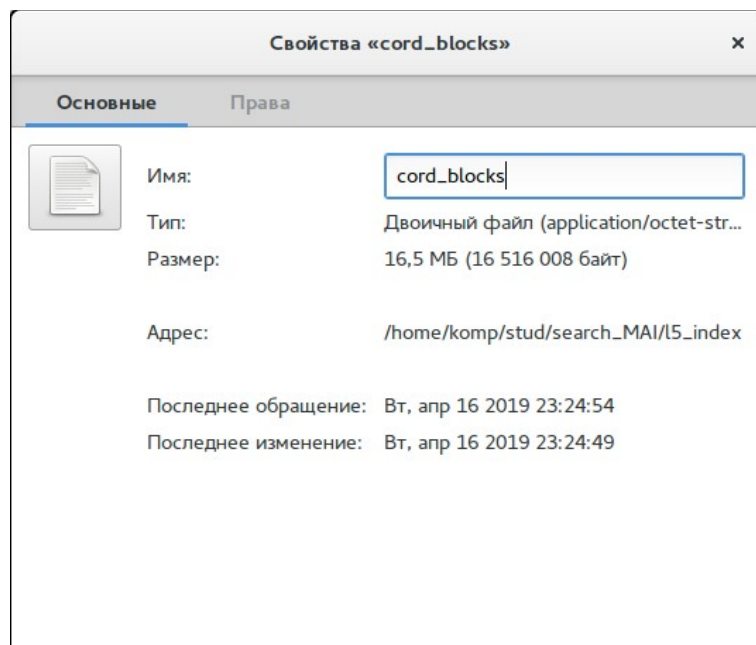 Свойства «cord_blocks»
Основные Права
Имя: cord_blocks
Тип: Двоичный файл (application/octet-str...
Размер: 16,5 МБ (16 516 008 байт)
Адрес: /home/komp/stud/search_MAI/l5_index
Последнее обращение: Вт, апр 16 2019 23:24:54
Последнее изменение: Вт, апр 16 2019 23:24:49